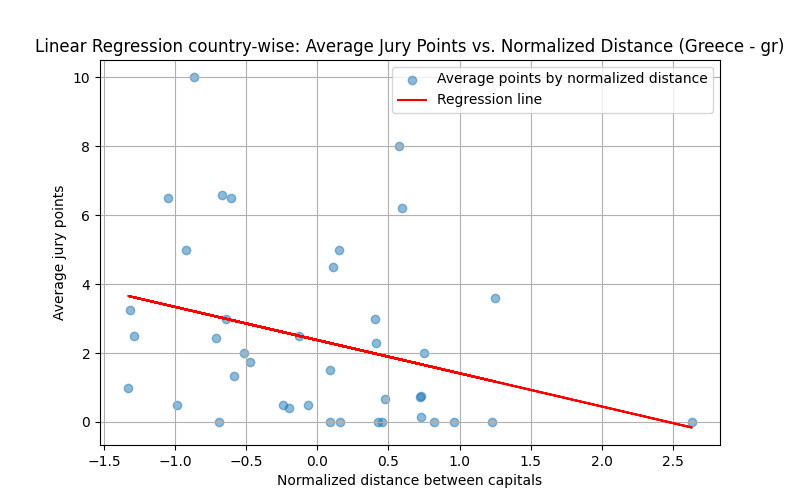 Linear Regression country-wise: Average Jury Points vs. Normalized Distance (Greece - gr)
Average points by normalized distance
Regression line
Average jury points
10
8
6
4
2
0
−1.5 −1.0 −0.5 0.0 0.5 1.0 1.5 2.0 2.5
Normalized distance between capitals